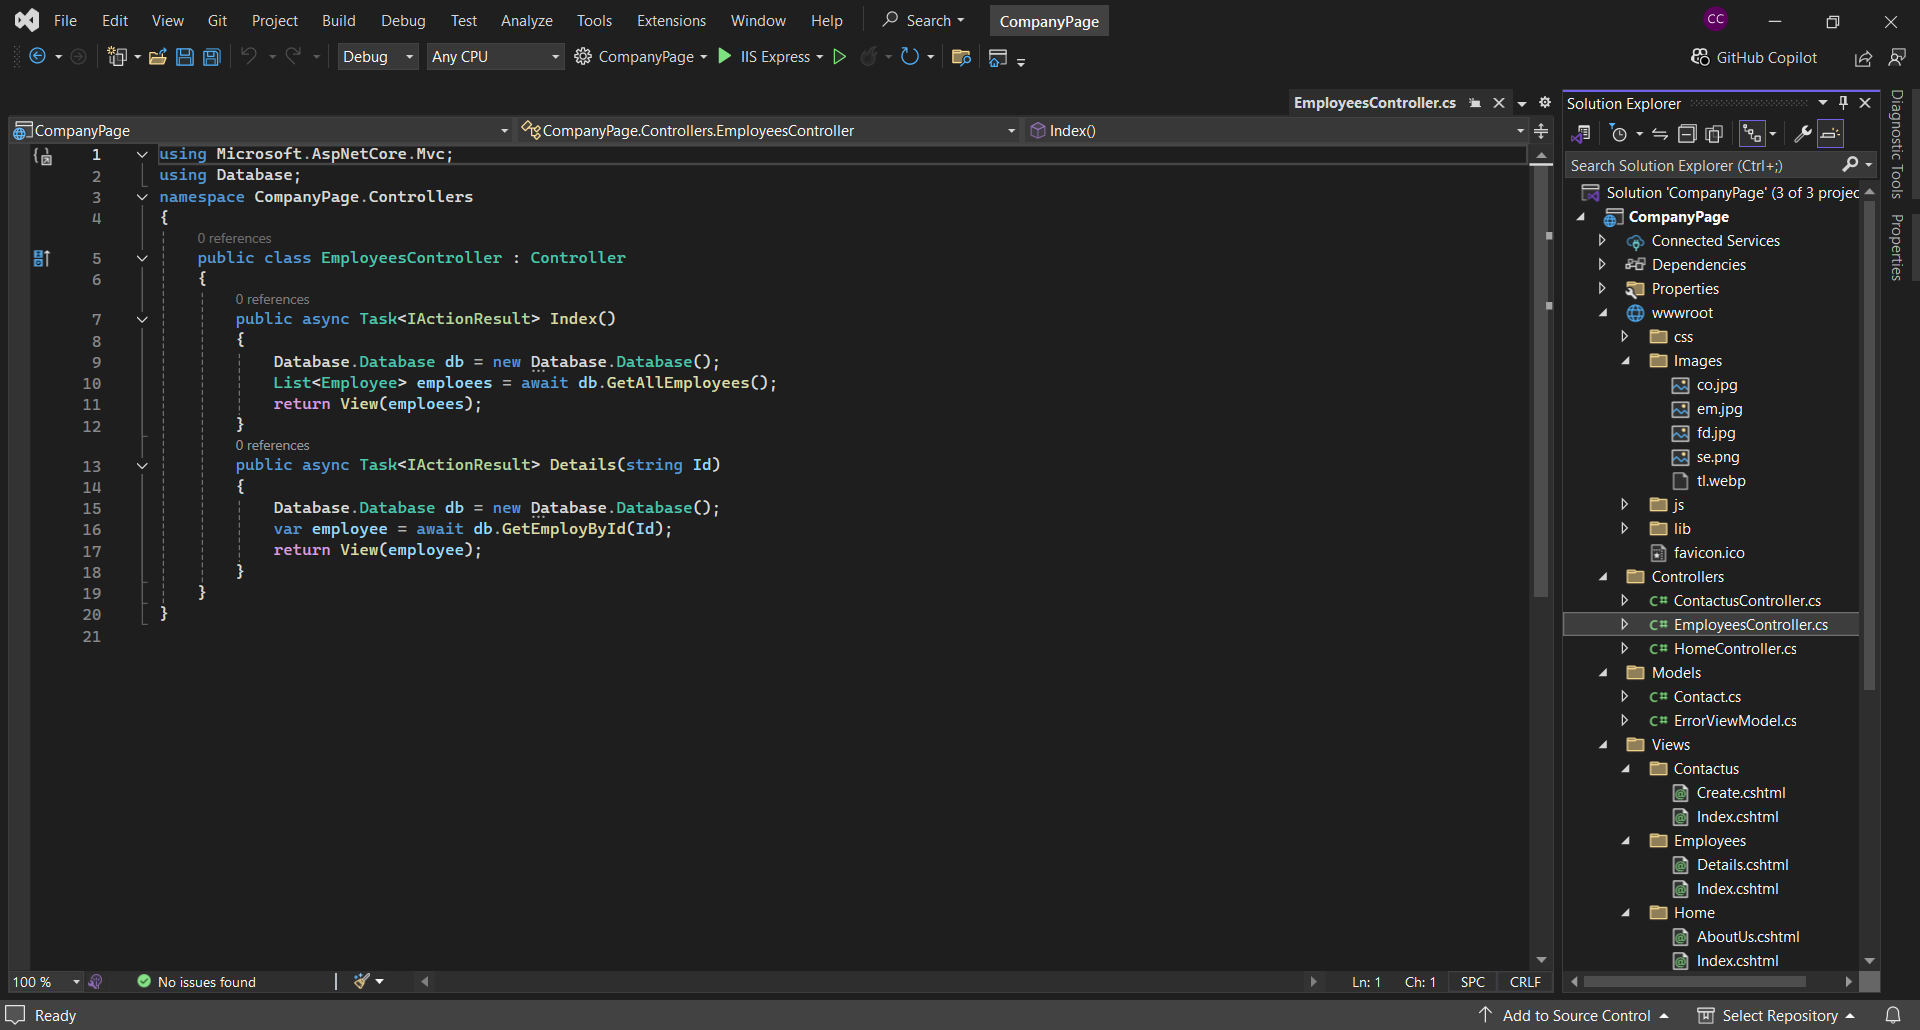 File Edit View Git Project Build Debug Test Analyze Tools Extensions Window Help Search CompanyPage CC
Debug Any CPU CompanyPage IIS Express GitHub Copilot
EmployeesController.cs
CompanyPage CompanyPage.Controllers.EmployeesController Index()
1 using Microsoft.AspNetCore.Mvc;
2 using Database;
3 namespace CompanyPage.Controllers
4 {
0 references
5 public class EmployeesController : Controller
6 {
0 references
7 public async Task<IActionResult> Index()
8 {
9 Database.Database db = new Database.Database();
10 List<Employee> emploees = await db.GetAllEmployees();
11 return View(emploees);
12 }
0 references
13 public async Task<IActionResult> Details(string Id)
14 {
15 Database.Database db = new Database.Database();
16 var employee = await db.GetEmployById(Id);
17 return View(employee);
18 }
19 }
20 }
21
100 % No issues found Ln: 1 Ch: 1 SPC CRLF
Solution Explorer
Search Solution Explorer (Ctrl+;)
Solution 'CompanyPage' (3 of 3 projec
CompanyPage
Connected Services
Dependencies
Properties
wwwroot
css
Images
co.jpg
em.jpg
fd.jpg
se.png
tl.webp
js
lib
favicon.ico
Controllers
C# ContactusController.cs
C# EmployeesController.cs
C# HomeController.cs
Models
C# Contact.cs
C# ErrorViewModel.cs
Views
Contactus
Create.cshtml
Index.cshtml
Employees
Details.cshtml
Index.cshtml
Home
AboutUs.cshtml
Index.cshtml
Diagnostic Tools
Properties
Ready Add to Source Control Select Repository